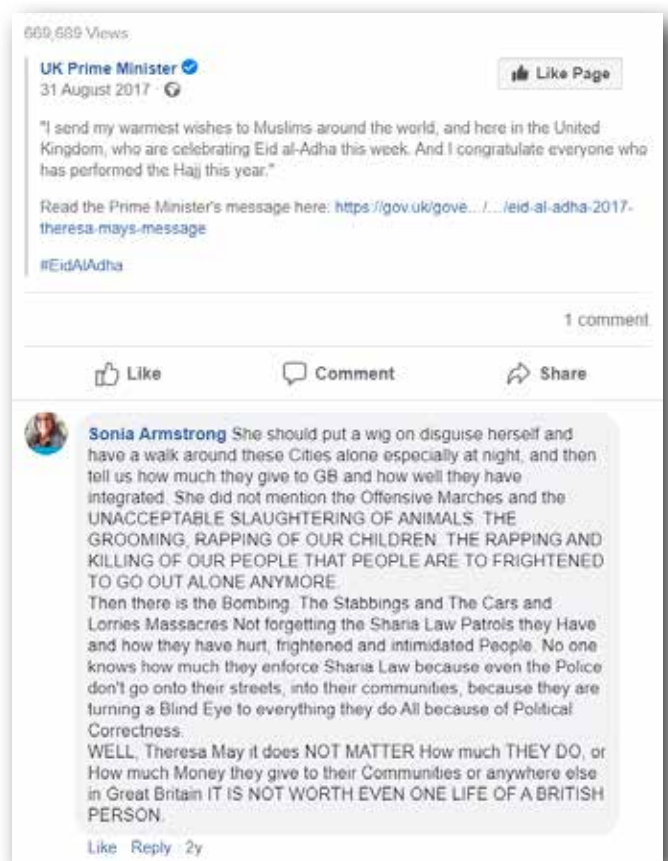 669,689 Views
UK Prime Minister
31 August 2017 ·
Like Page
"I send my warmest wishes to Muslims around the world, and here in the United
Kingdom, who are celebrating Eid al-Adha this week. And I congratulate everyone who
has performed the Hajj this year."
Read the Prime Minister's message here: https://gov.uk/gove.../.../eid-al-adha-2017-
theresa-mays-message
#EidAlAdha
1 comment
Like
Comment
Share
Sonia Armstrong She should put a wig on disguise herself and
have a walk around these Cities alone especially at night, and then
tell us how much they give to GB and how well they have
integrated. She did not mention the Offensive Marches and the
UNACCEPTABLE SLAUGHTERING OF ANIMALS. THE
GROOMING, RAPPING OF OUR CHILDREN. THE RAPPING AND
KILLING OF OUR PEOPLE THAT PEOPLE ARE TO FRIGHTENED
TO GO OUT ALONE ANYMORE.
Then there is the Bombing. The Stabbings and The Cars and
Lorries Massacres Not forgetting the Sharia Law Patrols they Have
and how they have hurt, frightened and intimidated People. No one
knows how much they enforce Sharia Law because even the Police
don't go onto their streets, into their communities, because they are
turning a Blind Eye to everything they do All because of Political
Correctness.
WELL, Theresa May it does NOT MATTER How much THEY DO, or
How much Money they give to their Communities or anywhere else
in Great Britain IT IS NOT WORTH EVEN ONE LIFE OF A BRITISH
PERSON.
Like Reply 2y